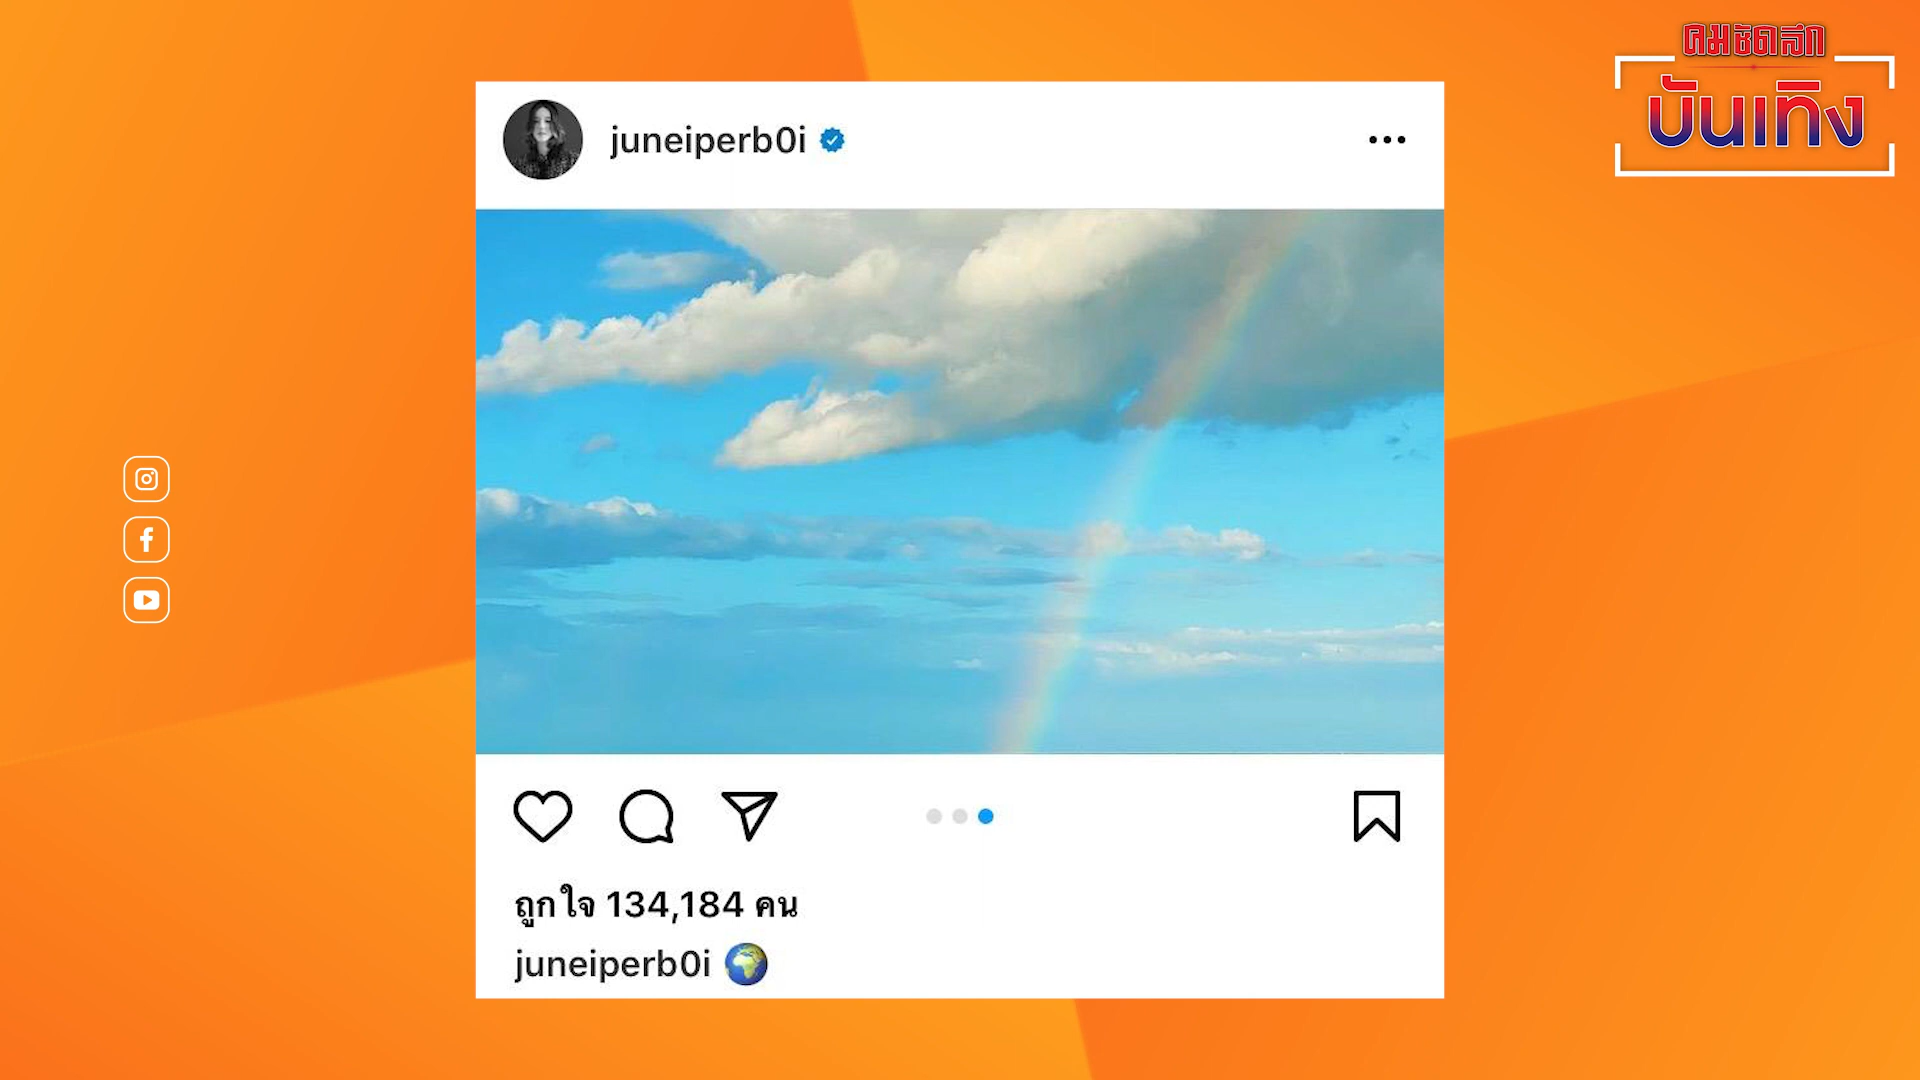 คมชัดลึก
บันเทิง
juneiperb0i
ถูกใจ 134,184 คน
juneiperb0i 🌍